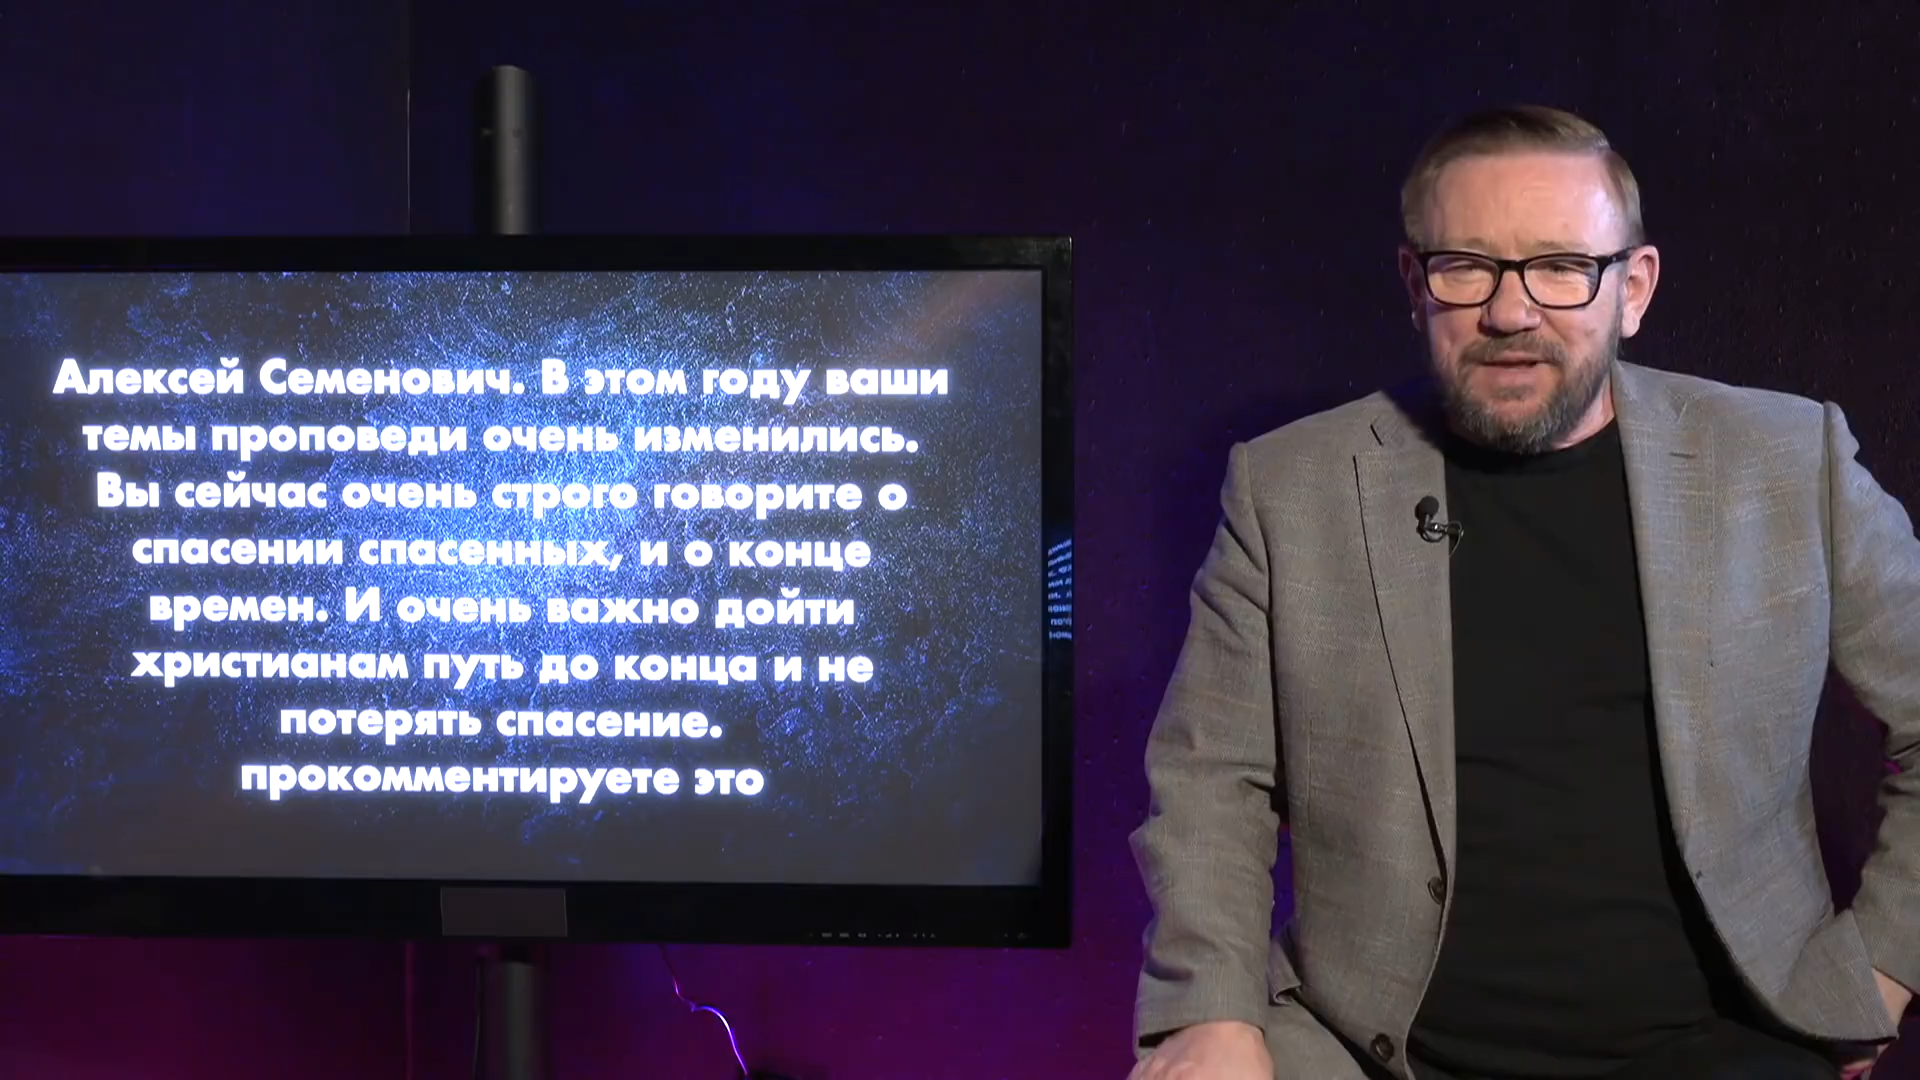 Алексей Семенович. В этом году ваши
темы проповеди очень изменились.
Вы сейчас очень строго говорите о
спасении спасенных, и о конце
времен. И очень важно дойти
христианам путь до конца и не
потерять спасение.
прокомментируете это